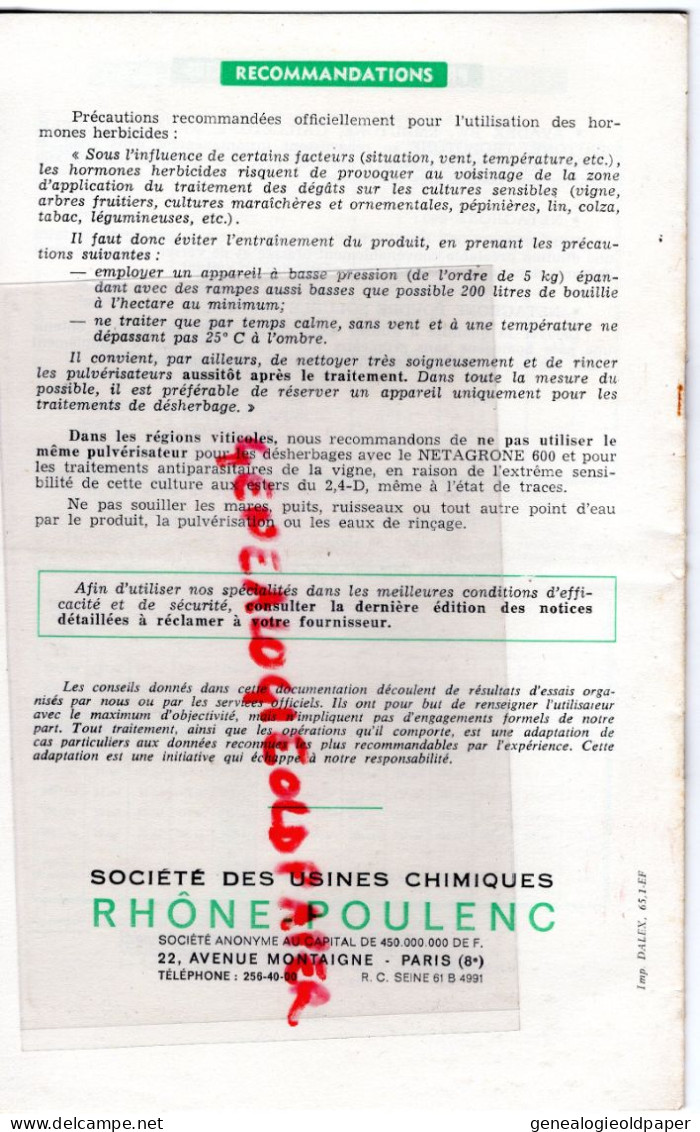 RECOMMANDATIONS
Précautions recommandées officiellement pour l'utilisation des hor-
mones herbicides :
« Sous l'influence de certains facteurs (situation, vent, température, etc.),
les hormones herbicides risquent de provoquer au voisinage de la zone
d'application du traitement des dégâts sur les cultures sensibles (vigne,
arbres fruitiers, cultures maraîchères et ornementales, pépinières, lin, colza,
tabac, légumineuses, etc.).
Il faut donc éviter l'entraînement du produit, en prenant les précau-
tions suivantes :
— employer un appareil à basse pression (de l'ordre de 5 kg) épan-
dant avec des rampes aussi basses que possible 200 litres de bouillie
à l'hectare au minimum;
— ne traiter que par temps calme, sans vent et à une température ne
dépassant pas 25° C à l'ombre.
Il convient, par ailleurs, de nettoyer très soigneusement et de rincer
les pulvérisateurs aussitôt après le traitement. Dans toute la mesure du
possible, il est préférable de réserver un appareil uniquement pour les
traitements de désherbage. »
Dans les régions viticoles, nous recommandons de ne pas utiliser le
même pulvérisateur pour les désherbages avec le NETAGRONE 600 et pour
les traitements antiparasitaires de la vigne, en raison de l'extrême sensi-
bilité de cette culture aux esters du 2,4-D, même à l'état de traces.
Ne pas souiller les mares, puits, ruisseaux ou tout autre point d'eau
par le produit, la pulvérisation ou les eaux de rinçage.
Afin d'utiliser nos spécialités dans les meilleures conditions d'effi-
cacité et de sécurité, consulter la dernière édition des notices
détaillées à réclamer à votre fournisseur.
Les conseils donnés dans cette documentation découlent de résultats d'essais orga-
nisés par nous ou par les services officiels. Ils ont pour but de renseigner l'utilisateur
avec le maximum d'objectivité, mais n'impliquent pas d'engagements formels de notre
part. Tout traitement, ainsi que les opérations qu'il comporte, est une adaptation de
cas particuliers aux données reconnues les plus recommandables par l'expérience. Cette
adaptation est une initiative qui échappe à notre responsabilité.
SOCIÉTÉ DES USINES CHIMIQUES
RHÔNE-POULENC
SOCIÉTÉ ANONYME AU CAPITAL DE 450.000.000 DE F.
22, AVENUE MONTAIGNE - PARIS (8e)
TÉLÉPHONE : 256-40-00 R. C. SEINE 61 B 4991
Imp. DALEX, 65,1-EF
GENEALOGIEOLDPAPER
www.delcampe.net
genealogieoldpaper